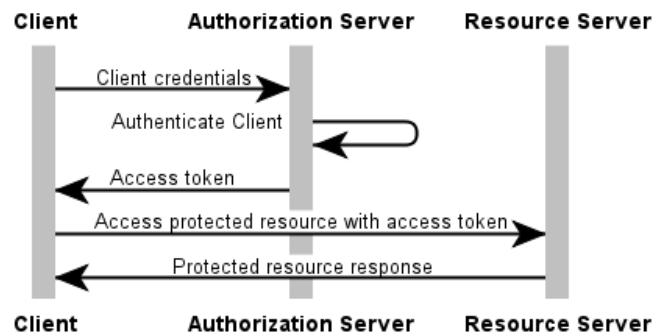 Client Authorization Server Resource Server
Client credentials
Authenticate Client
Access token
Access protected resource with access token
Protected resource response
Client Authorization Server Resource Server